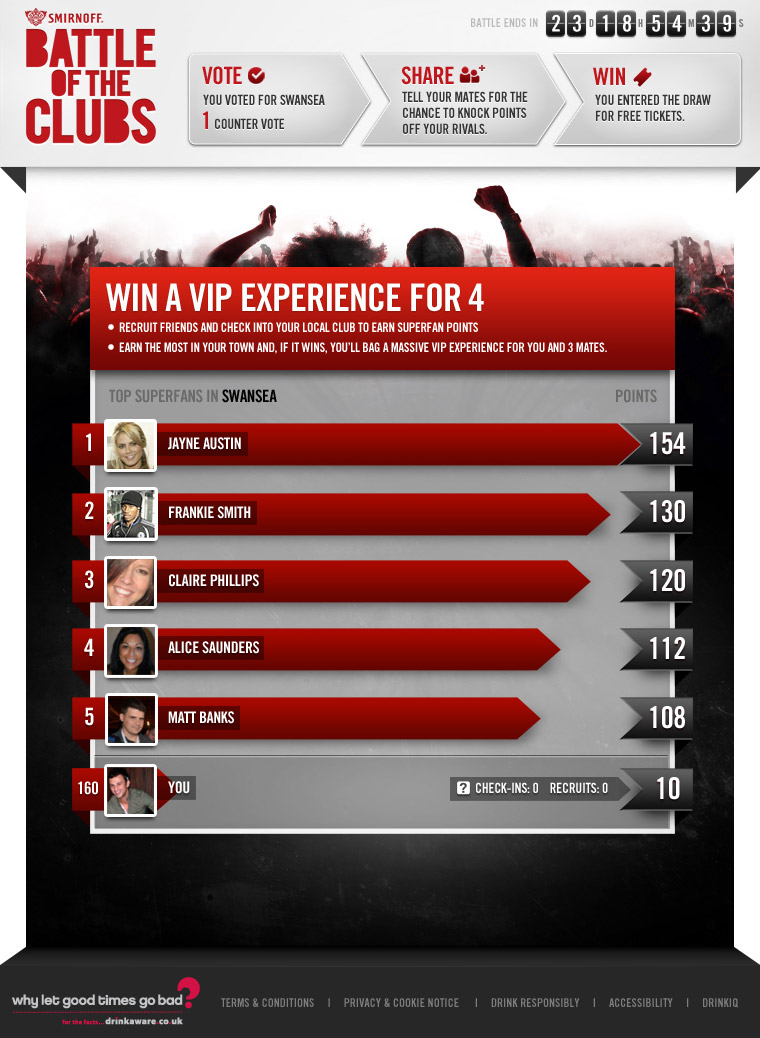 SMIRNOFF.
BATTLE
OF THE
CLUBS
BATTLE ENDS IN 23 D 18 H 54 M 39 S
VOTE
YOU VOTED FOR SWANSEA
1 COUNTER VOTE
SHARE
TELL YOUR MATES FOR THE
CHANCE TO KNOCK POINTS
OFF YOUR RIVALS.
WIN
YOU ENTERED THE DRAW
FOR FREE TICKETS.
WIN A VIP EXPERIENCE FOR 4
• RECRUIT FRIENDS AND CHECK INTO YOUR LOCAL CLUB TO EARN SUPERFAN POINTS
• EARN THE MOST IN YOUR TOWN AND, IF IT WINS, YOU'LL BAG A MASSIVE VIP EXPERIENCE FOR YOU AND 3 MATES.
TOP SUPERFANS IN SWANSEA POINTS
1 JAYNE AUSTIN 154
2 FRANKIE SMITH 130
3 CLAIRE PHILLIPS 120
4 ALICE SAUNDERS 112
5 MATT BANKS 108
160 YOU ? CHECK-INS: 0 RECRUITS: 0 10
why let good times go bad?
for the facts... drinkaware.co.uk
TERMS & CONDITIONS | PRIVACY & COOKIE NOTICE | DRINK RESPONSIBLY | ACCESSIBILITY | DRINKIQ